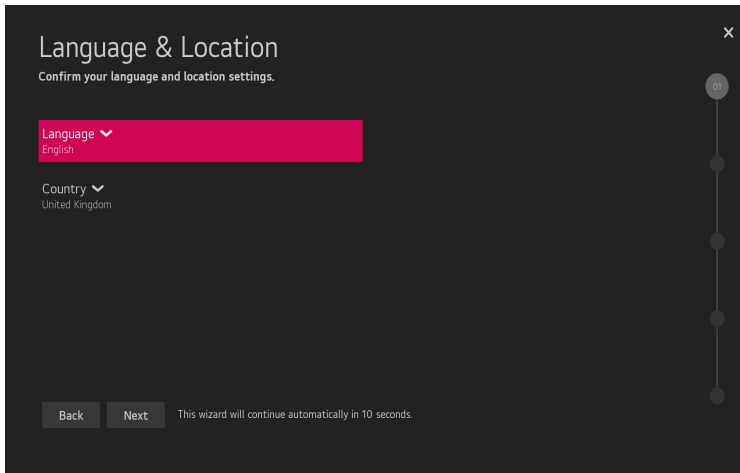 Language & Location
Confirm your language and location settings.
01
Language
English
Country
United Kingdom
Back
Next
This wizard will continue automatically in 10 seconds.